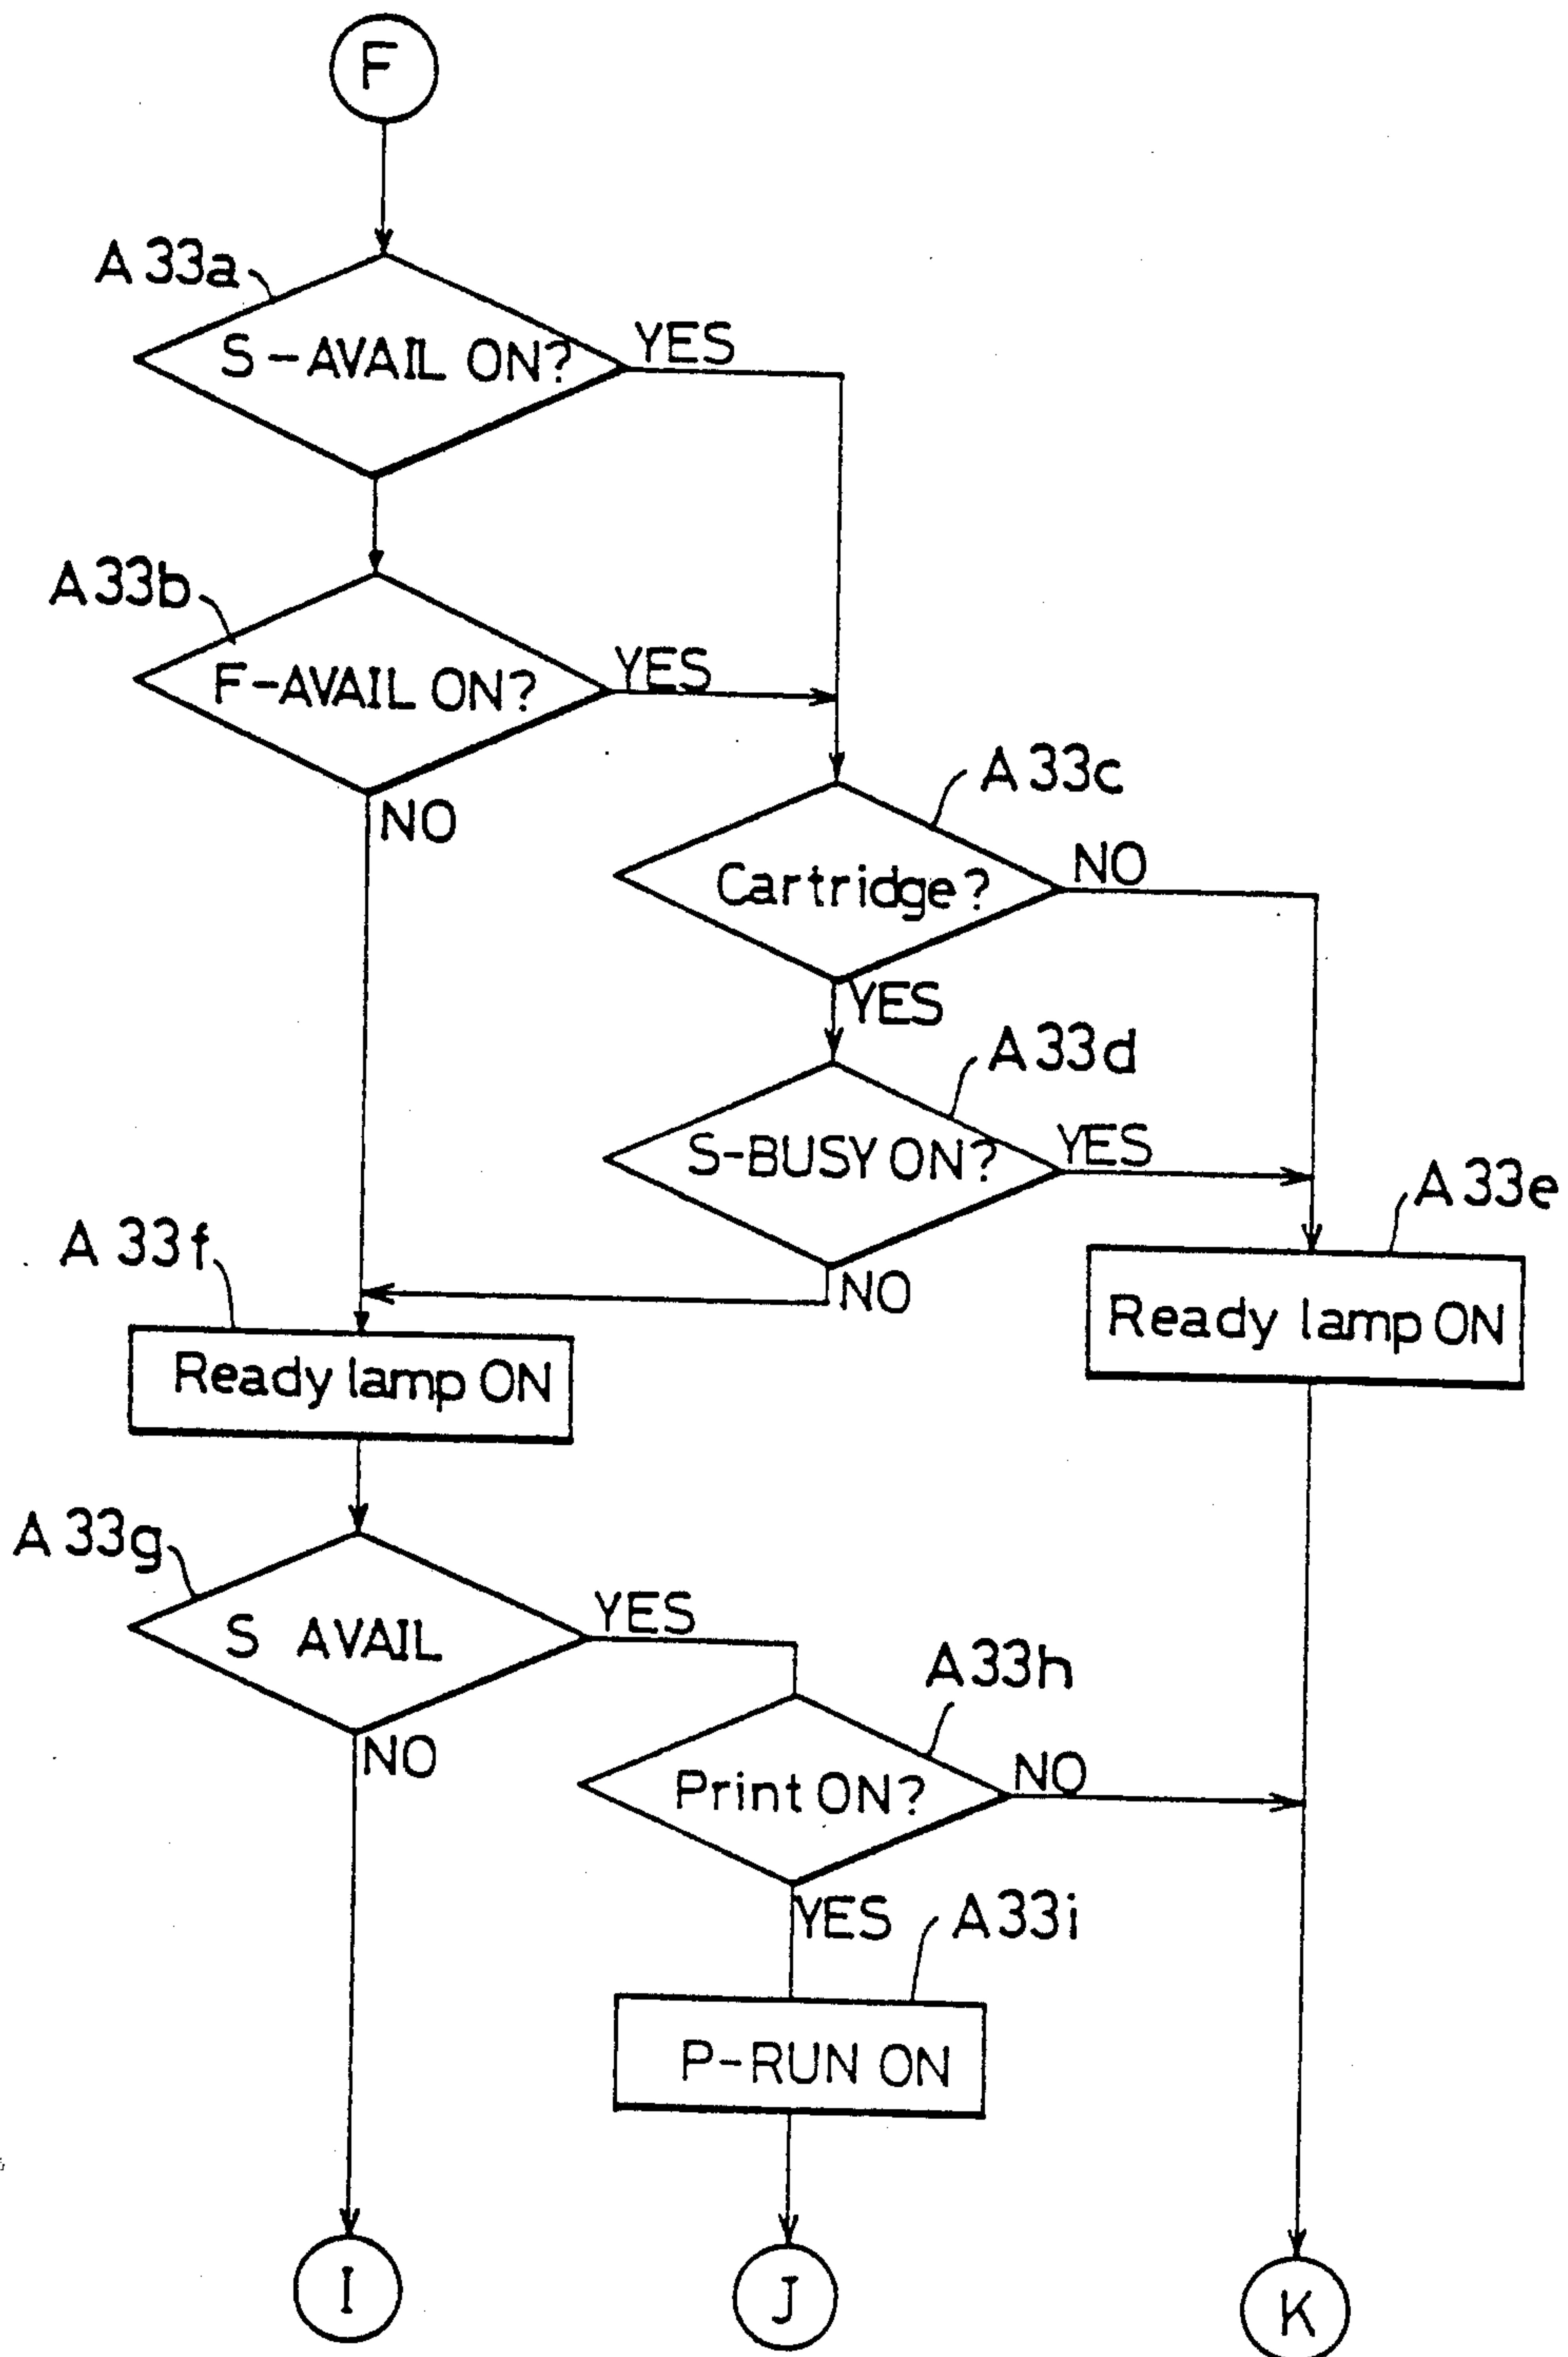 F
A33a
S-AVAIL ON?
YES
A33b
F-AVAIL ON?
YES
NO
A33c
Cartridge?
NO
YES
A33d
S-BUSY ON?
YES
NO
A33e
Ready lamp ON
A33f
Ready lamp ON
A33g
S AVAIL
YES
NO
A33h
Print ON?
NO
YES
A33i
P-RUN ON
I
J
K